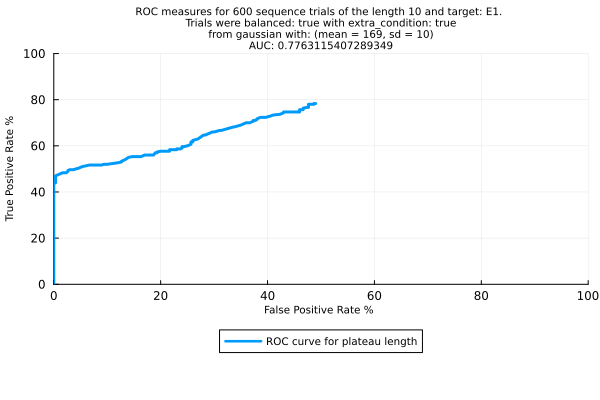 ROC measures for 600 sequence trials of the length 10 and target: E1.
Trials were balanced: true with extra_condition: true
from gaussian with: (mean = 169, sd = 10)
AUC: 0.7763115407289349
100
80
60
40
20
0
True Positive Rate %
0 20 40 60 80 100
False Positive Rate %
ROC curve for plateau length